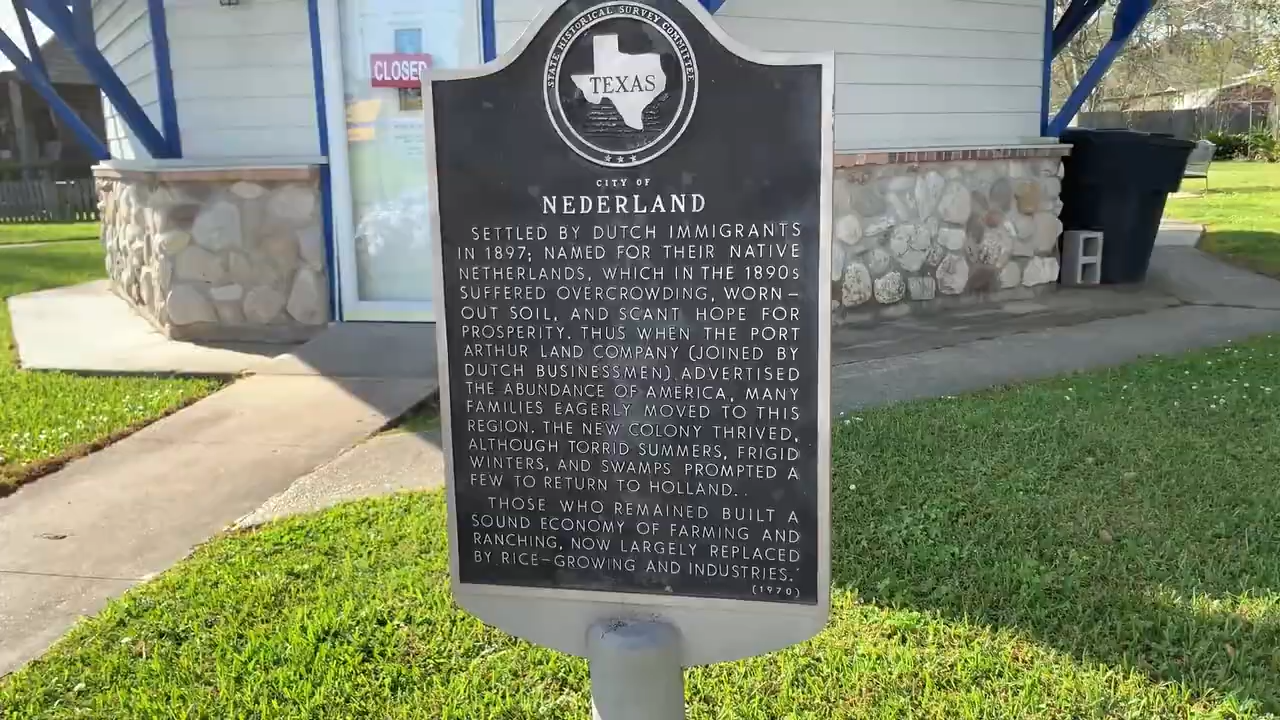 CLOSED
STATE HISTORICAL SURVEY COMMITTEE
TEXAS
CITY OF
NEDERLAND
SETTLED BY DUTCH IMMIGRANTS
IN 1897; NAMED FOR THEIR NATIVE
NETHERLANDS, WHICH IN THE 1890s
SUFFERED OVERCROWDING, WORN-
OUT SOIL, AND SCANT HOPE FOR
PROSPERITY. THUS WHEN THE PORT
ARTHUR LAND COMPANY (JOINED BY
DUTCH BUSINESSMEN) ADVERTISED
THE ABUNDANCE OF AMERICA, MANY
FAMILIES EAGERLY MOVED TO THIS
REGION. THE NEW COLONY THRIVED,
ALTHOUGH TORRID SUMMERS, FRIGID
WINTERS, AND SWAMPS PROMPTED A
FEW TO RETURN TO HOLLAND.
THOSE WHO REMAINED BUILT A
SOUND ECONOMY OF FARMING AND
RANCHING, NOW LARGELY REPLACED
BY RICE-GROWING AND INDUSTRIES.
(1970)